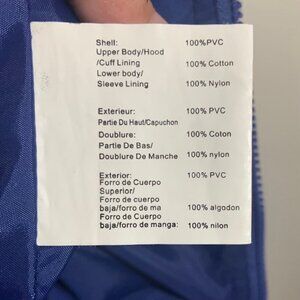 Shell: 100%PVC
Upper Body/Hood
/Cuff Lining 100% Cotton
Lower body/
Sleeve Lining 100% Nylon
Exterieur: 100% PVC
Partie Du Haut/Capuchon
Doublure: 100% Coton
Partie De Bas/
Doublure De Manche 100% nylon
Exterior: 100% PVC
Forro de Cuerpo
Superior/
Forro de cuerpo
baja/forro de ma 100% algodon
Forro de Cuerpo
baja/forro de manga: 100% nilon